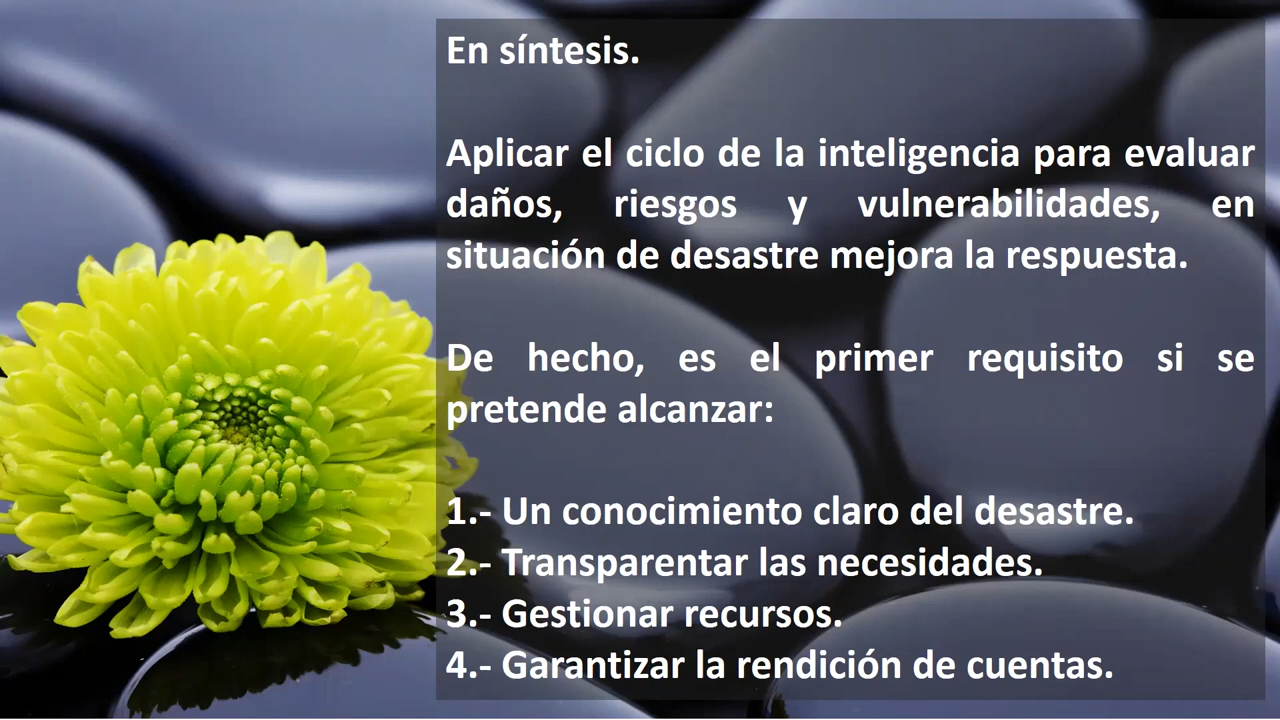 En síntesis.
Aplicar el ciclo de la inteligencia para evaluar
daños, riesgos y vulnerabilidades, en
situación de desastre mejora la respuesta.
De hecho, es el primer requisito si se
pretende alcanzar:
1.- Un conocimiento claro del desastre.
2.- Transparentar las necesidades.
3.- Gestionar recursos.
4.- Garantizar la rendición de cuentas.